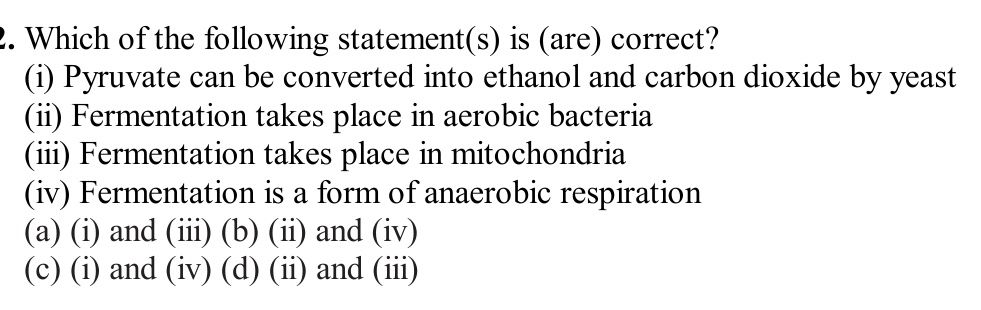 2. Which of the following statement(s) is (are) correct?
(i) Pyruvate can be converted into ethanol and carbon dioxide by yeast
(ii) Fermentation takes place in aerobic bacteria
(iii) Fermentation takes place in mitochondria
(iv) Fermentation is a form of anaerobic respiration
(a) (i) and (iii) (b) (ii) and (iv)
(c) (i) and (iv) (d) (ii) and (iii)